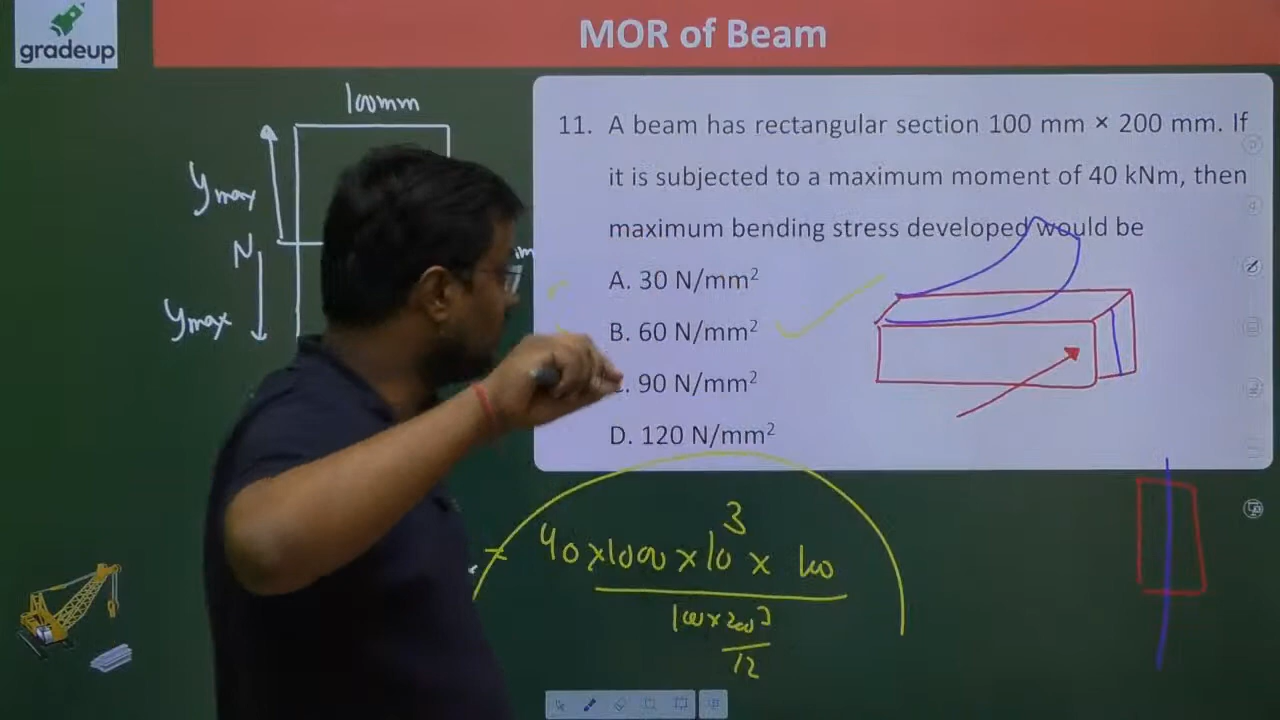 gradeup
MOR of Beam
11. A beam has rectangular section 100 mm × 200 mm. If
it is subjected to a maximum moment of 40 kNm, then
maximum bending stress developed would be
A. 30 N/mm²
B. 60 N/mm²
. 90 N/mm²
D. 120 N/mm²
100mm
ymax
N
ymax
= 40x1000 x 10³ x 100
100 x 200³
12